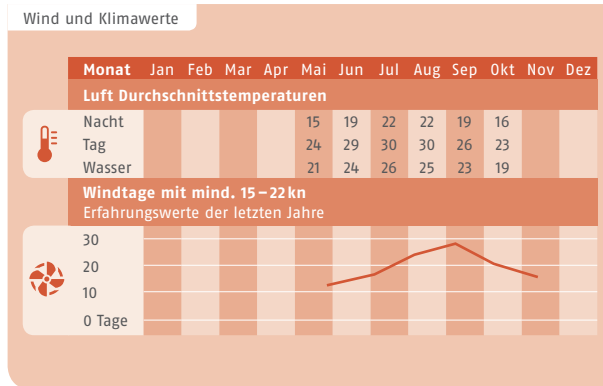 Wind und Klimawerte
Monat Jan Feb Mar Apr Mai Jun Jul Aug Sep Okt Nov Dez
Luft Durchschnittstemperaturen
Nacht 15 19 22 22 19 16
Tag 24 29 30 30 26 23
Wasser 21 24 26 25 23 19
Windtage mit mind. 15–22 kn
Erfahrungswerte der letzten Jahre
30
20
10
0 Tage